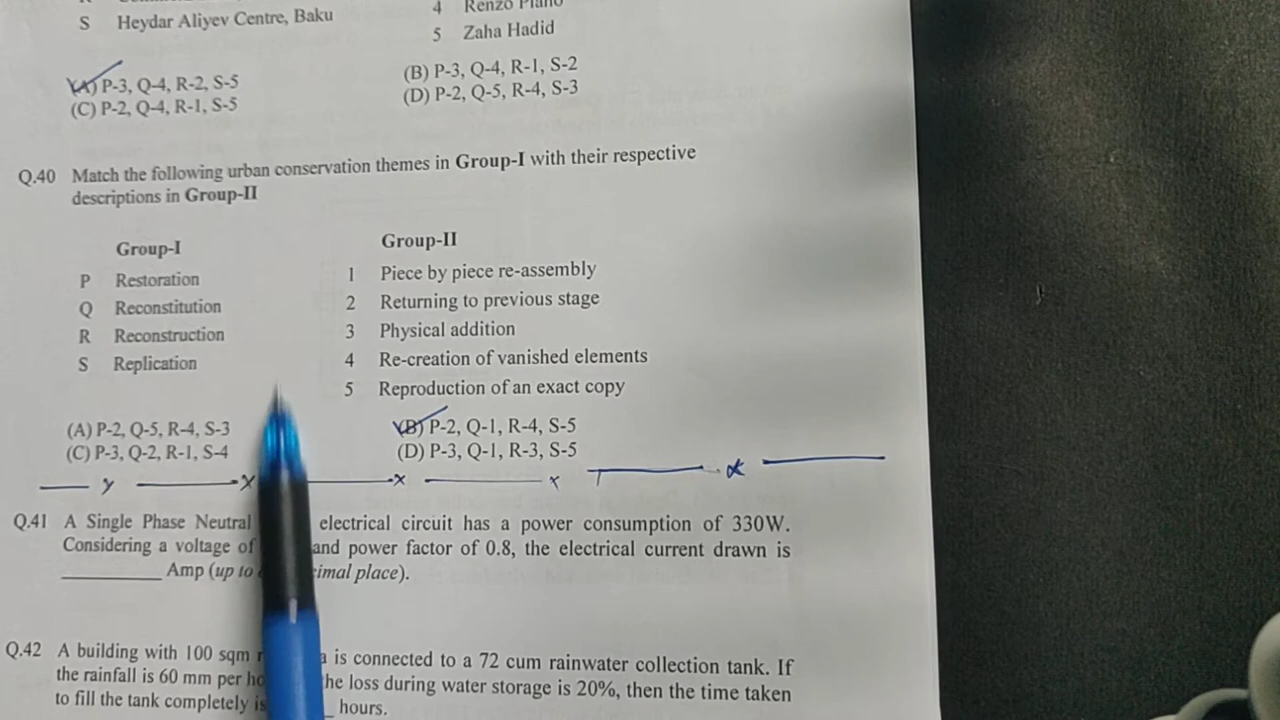 S Heydar Aliyev Centre, Baku
4 Renzo Piano
5 Zaha Hadid
(A) P-3, Q-4, R-2, S-5
(B) P-3, Q-4, R-1, S-2
(C) P-2, Q-4, R-1, S-5
(D) P-2, Q-5, R-4, S-3
Q.40 Match the following urban conservation themes in Group-I with their respective
descriptions in Group-II
Group-I
Group-II
P Restoration
1 Piece by piece re-assembly
Q Reconstitution
2 Returning to previous stage
R Reconstruction
3 Physical addition
S Replication
4 Re-creation of vanished elements
5 Reproduction of an exact copy
(A) P-2, Q-5, R-4, S-3
(B) P-2, Q-1, R-4, S-5
(C) P-3, Q-2, R-1, S-4
(D) P-3, Q-1, R-3, S-5
Q.41 A Single Phase Neutral electrical circuit has a power consumption of 330W.
Considering a voltage of and power factor of 0.8, the electrical current drawn is
Amp (up to decimal place).
Q.42 A building with 100 sqm is connected to a 72 cum rainwater collection tank. If
the rainfall is 60 mm per the loss during water storage is 20%, then the time taken
to fill the tank completely is hours.